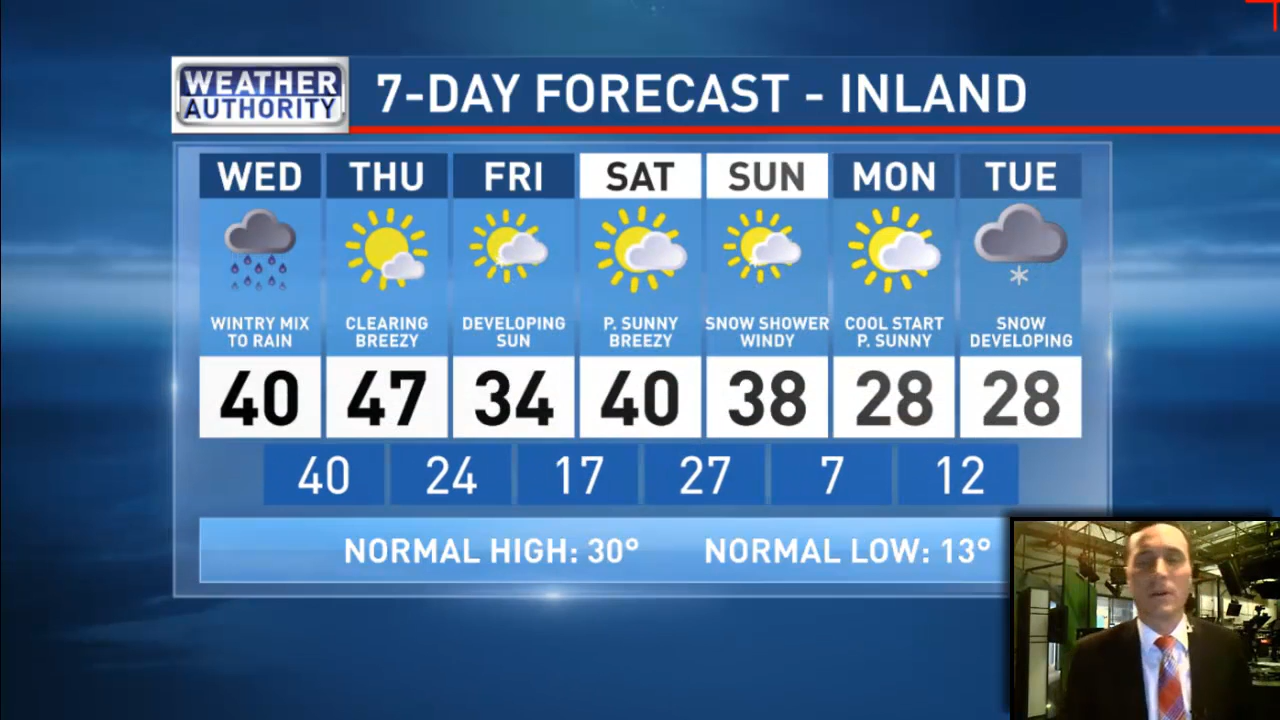 WEATHER
AUTHORITY
7-DAY FORECAST - INLAND
WED THU FRI SAT SUN MON TUE
WINTRY MIX
TO RAIN
CLEARING
BREEZY
DEVELOPING
SUN
P. SUNNY
BREEZY
SNOW SHOWER
WINDY
COOL START
P. SUNNY
SNOW
DEVELOPING
40 47 34 40 38 28 28
40 24 17 27 7 12
NORMAL HIGH: 30° NORMAL LOW: 13°